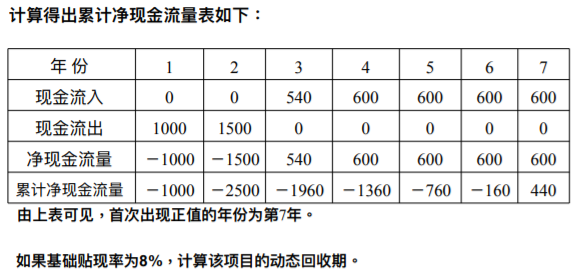 计算得出累计净现金流量表如下：
年 份 1 2 3 4 5 6 7
现金流入 0 0 540 600 600 600 600
现金流出 1000 1500 0 0 0 0 0
净现金流量 －1000 －1500 540 600 600 600 600
累计净现金流量 －1000 －2500 －1960 －1360 －760 －160 440
由上表可见，首次出现正值的年份为第7年。
如果基础贴现率为8%，计算该项目的动态回收期。